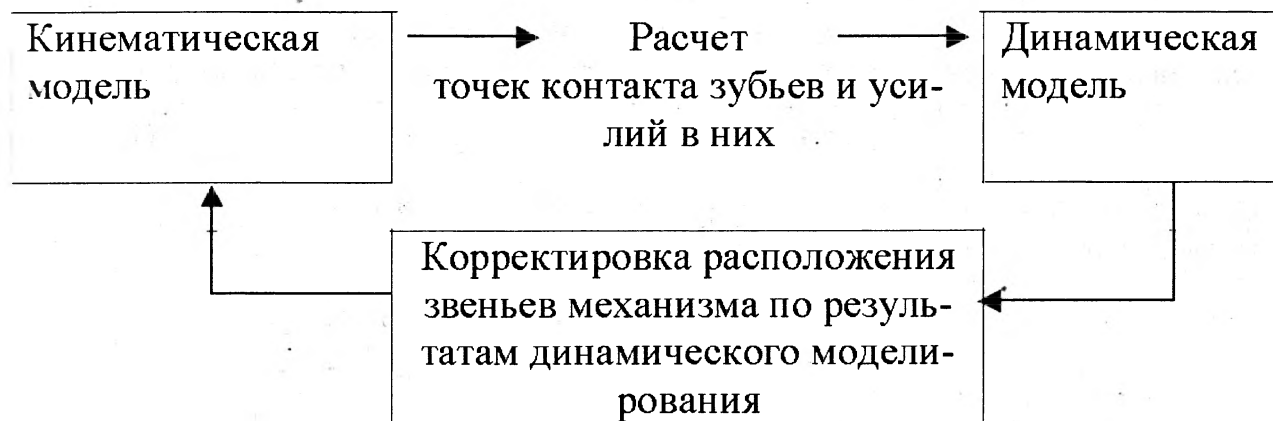 Кинематическая
модель
Расчет
точек контакта зубьев и уси-
лий в них
Динамическая
модель
Корректировка расположения
звеньев механизма по резуль-
татам динамического модели-
рования